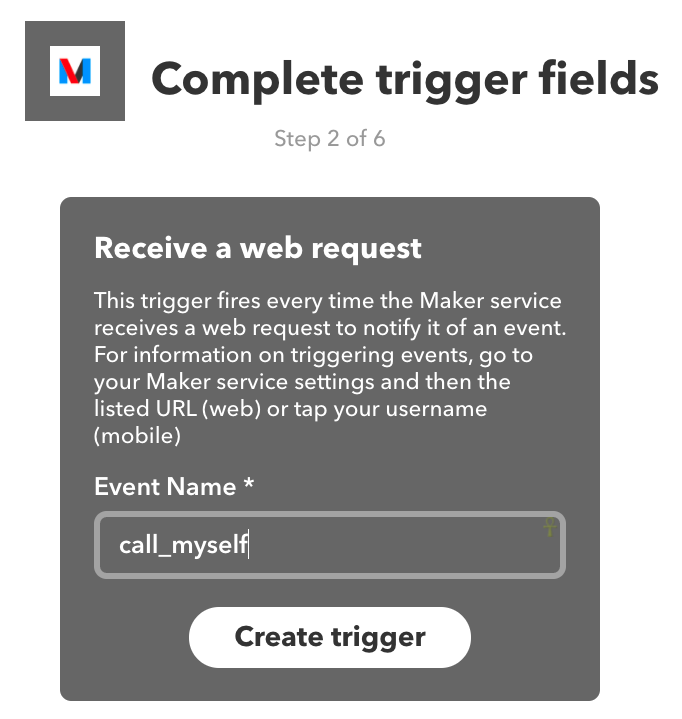 Complete trigger fields
Step 2 of 6
Receive a web request
This trigger fires every time the Maker service
receives a web request to notify it of an event.
For information on triggering events, go to
your Maker service settings and then the
listed URL (web) or tap your username
(mobile)
Event Name *
call_myself
Create trigger